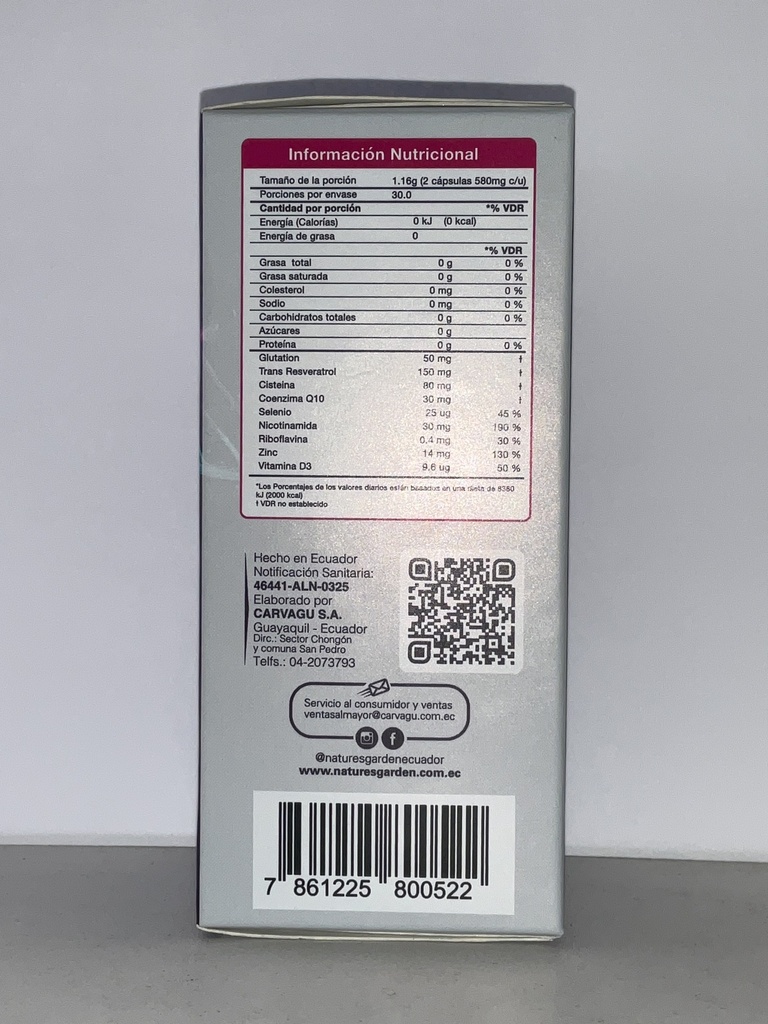 Información Nutricional
Tamaño de la porción 1.16g (2 cápsulas 580mg c/u)
Porciones por envase 30.0
Cantidad por porción *% VDR
Energía (Calorías) 0 kJ (0 kcal)
Energía de grasa 0
*% VDR
Grasa total 0 g 0 %
Grasa saturada 0 g 0 %
Colesterol 0 mg 0 %
Sodio 0 mg 0 %
Carbohidratos totales 0 g 0 %
Azúcares 0 g
Proteína 0 g 0 %
Glutation 50 mg ƚ
Trans Resveratrol 150 mg ƚ
Cisteina 80 mg ƚ
Coenzima Q10 30 mg ƚ
Selenio 25 ug 45 %
Nicotinamida 30 mg 190 %
Riboflavina 0.4 mg 30 %
Zinc 14 mg 130 %
Vitamina D3 9.6 ug 50 %
*Los Porcentajes de los valores diarios están basados en una dieta de 8380
kJ (2000 kcal)
ƚ VDR no establecido
Hecho en Ecuador
Notificación Sanitaria:
46441-ALN-0325
Elaborado por
CARVAGU S.A.
Guayaquil - Ecuador
Dirc.: Sector Chongón
y comuna San Pedro
Telfs.: 04-2073793
Servicio al consumidor y ventas
ventasalmayor@carvagu.com.ec
@naturesgardenecuador
www.naturesgarden.com.ec
7 861225 800522